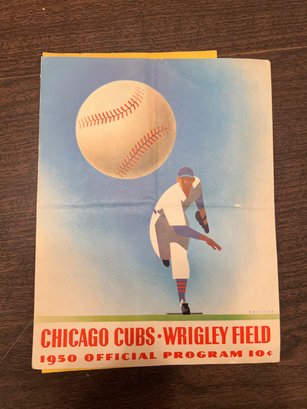 CHICAGO CUBS • WRIGLEY FIELD
1950 OFFICIAL PROGRAM 10¢